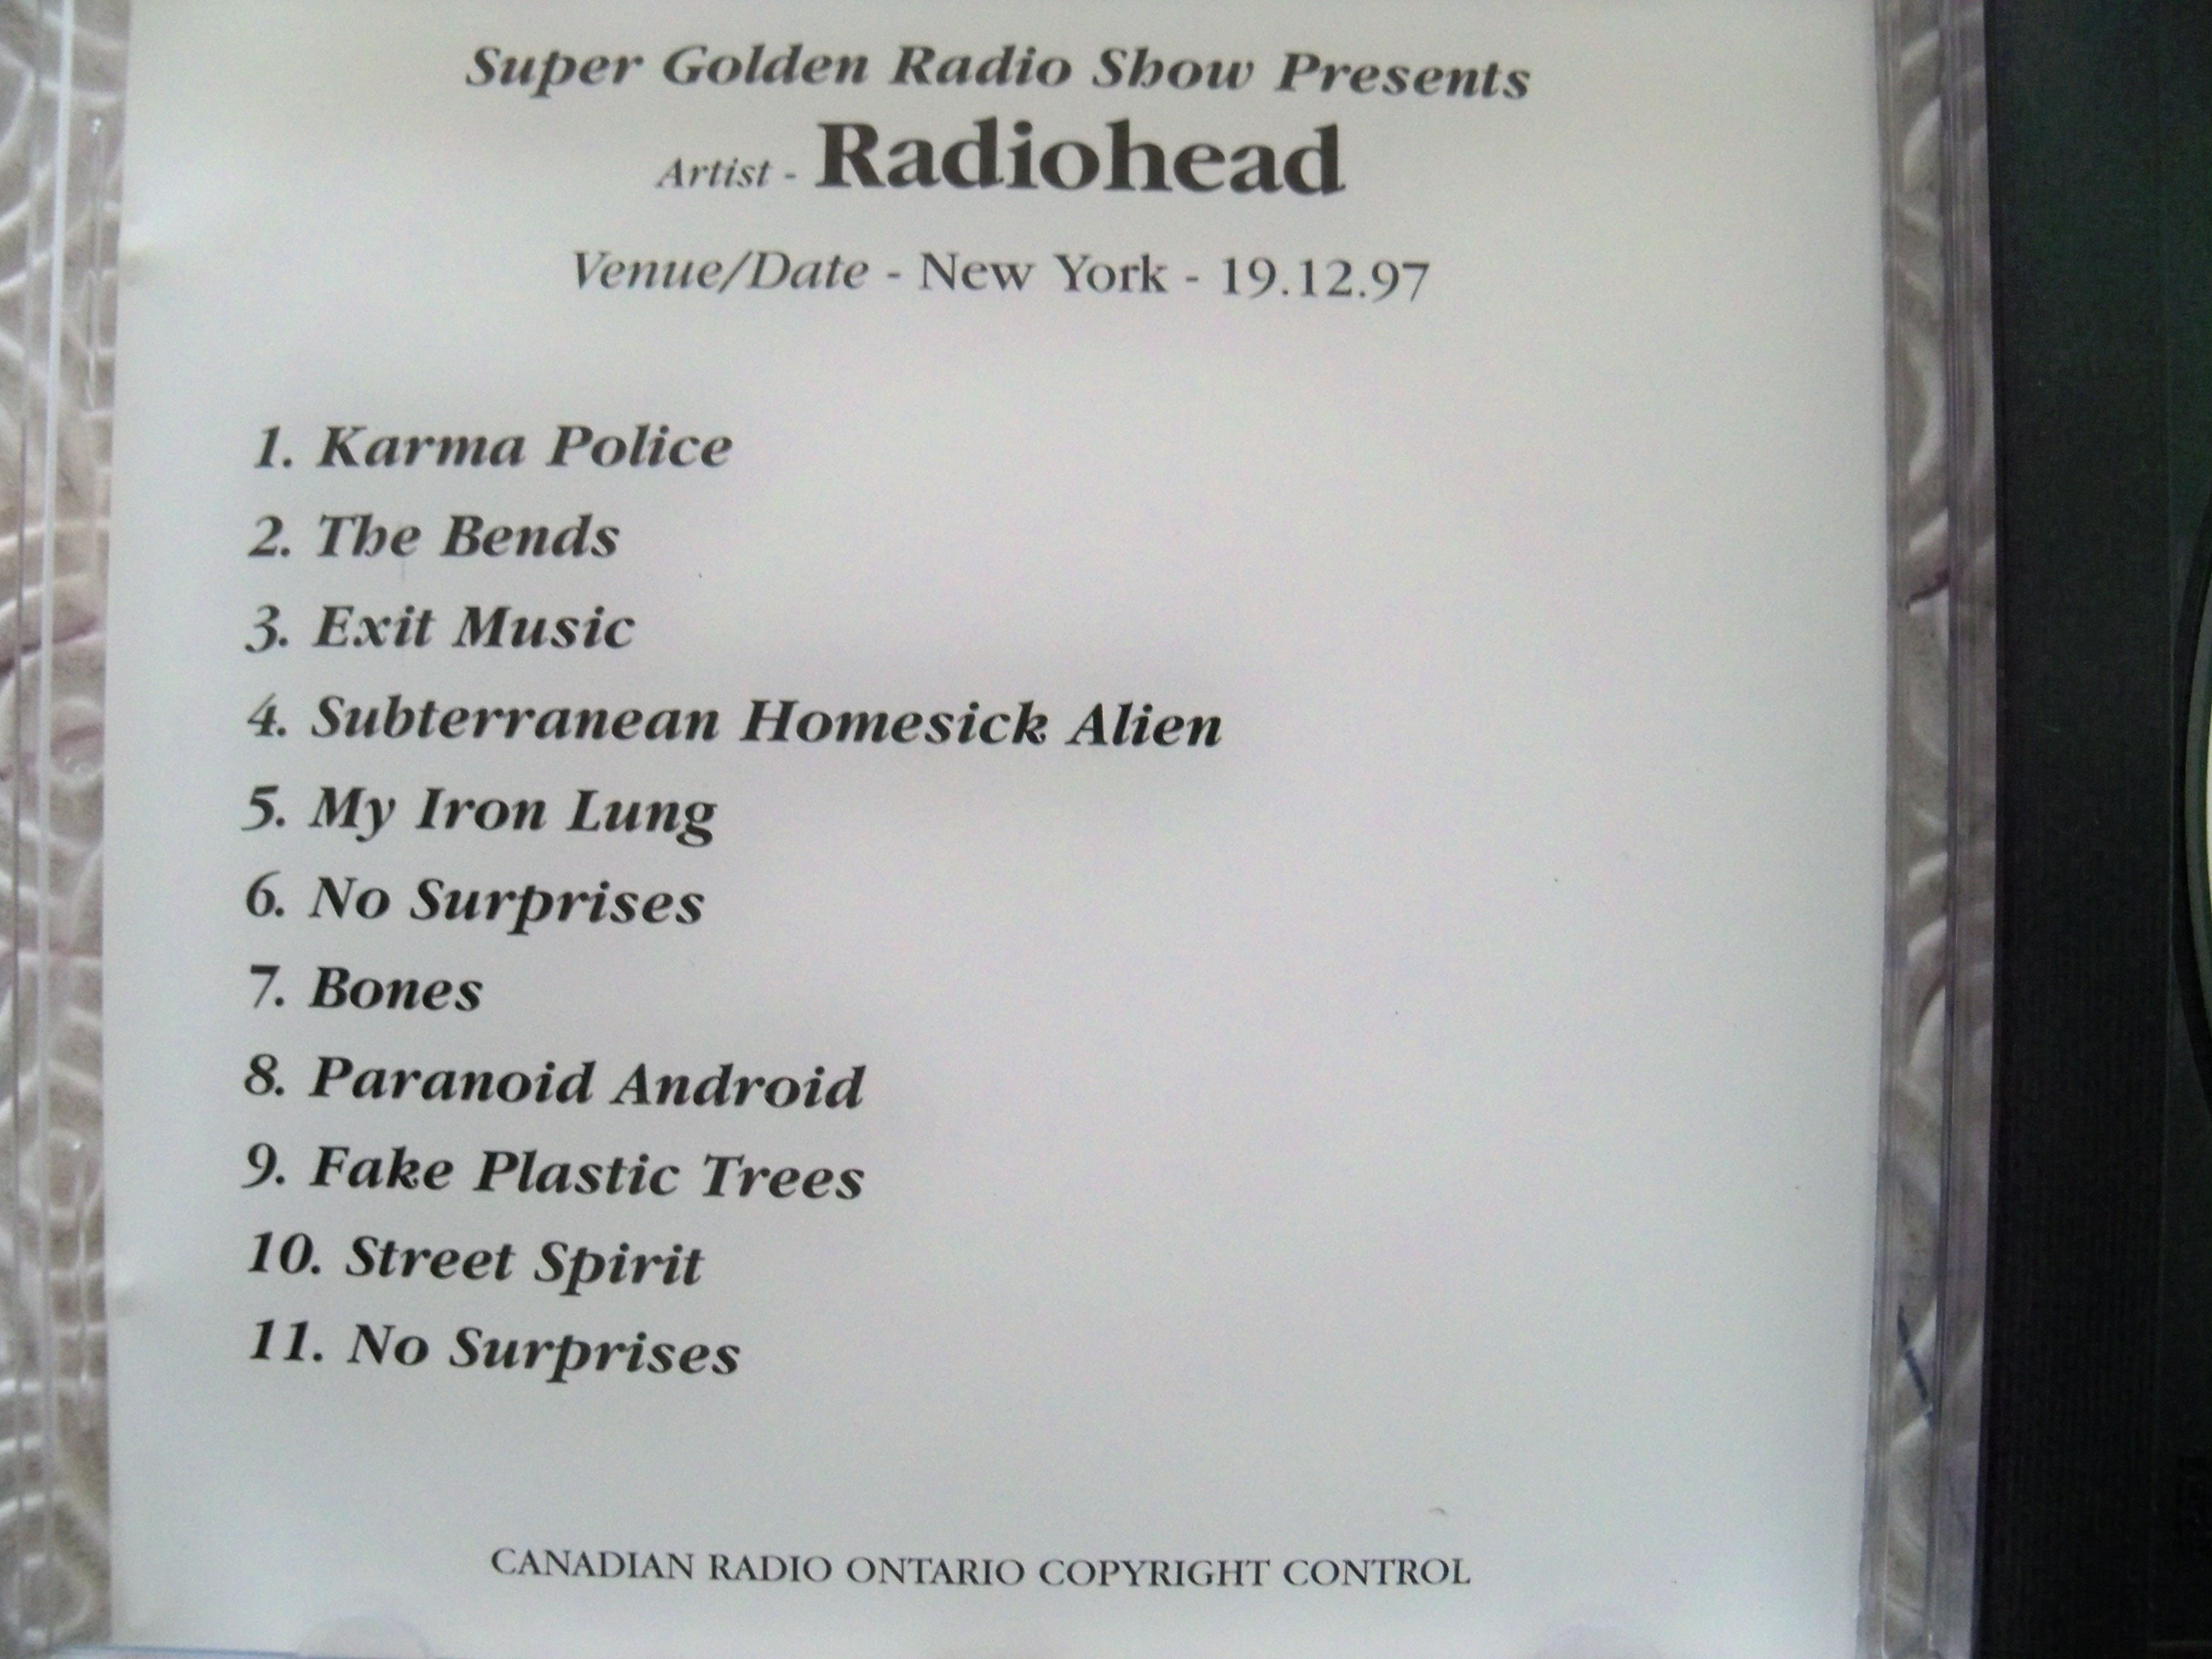 Super Golden Radio Show Presents
Artist - Radiohead
Venue/Date - New York - 19.12.97
1. Karma Police
2. The Bends
3. Exit Music
4. Subterranean Homesick Alien
5. My Iron Lung
6. No Surprises
7. Bones
8. Paranoid Android
9. Fake Plastic Trees
10. Street Spirit
11. No Surprises
CANADIAN RADIO ONTARIO COPYRIGHT CONTROL